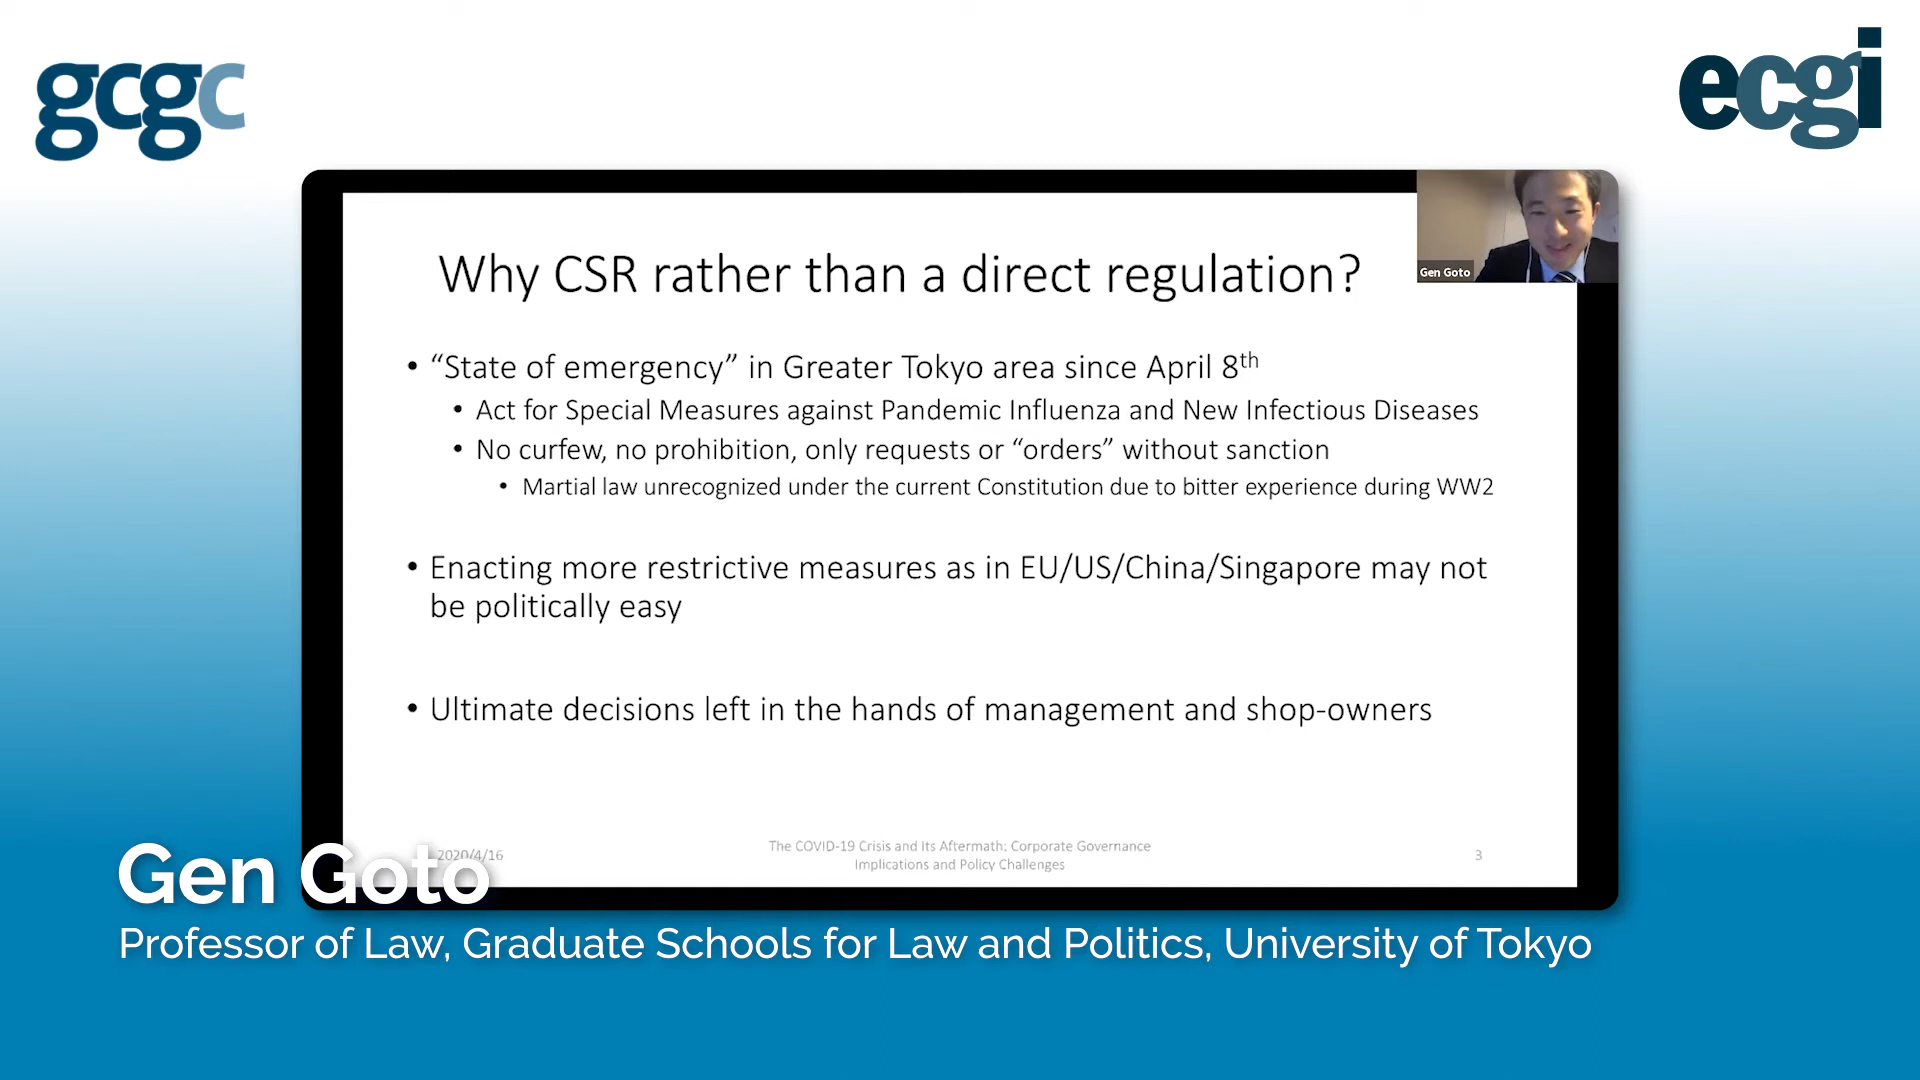 gcgc
ecgi
Gen Goto
Why CSR rather than a direct regulation?
• “State of emergency” in Greater Tokyo area since April 8th
• Act for Special Measures against Pandemic Influenza and New Infectious Diseases
• No curfew, no prohibition, only requests or “orders” without sanction
• Martial law unrecognized under the current Constitution due to bitter experience during WW2
• Enacting more restrictive measures as in EU/US/China/Singapore may not
be politically easy
• Ultimate decisions left in the hands of management and shop-owners
2020/4/16
The COVID-19 Crisis and Its Aftermath: Corporate Governance
Implications and Policy Challenges
3
Gen Goto
Professor of Law, Graduate Schools for Law and Politics, University of Tokyo